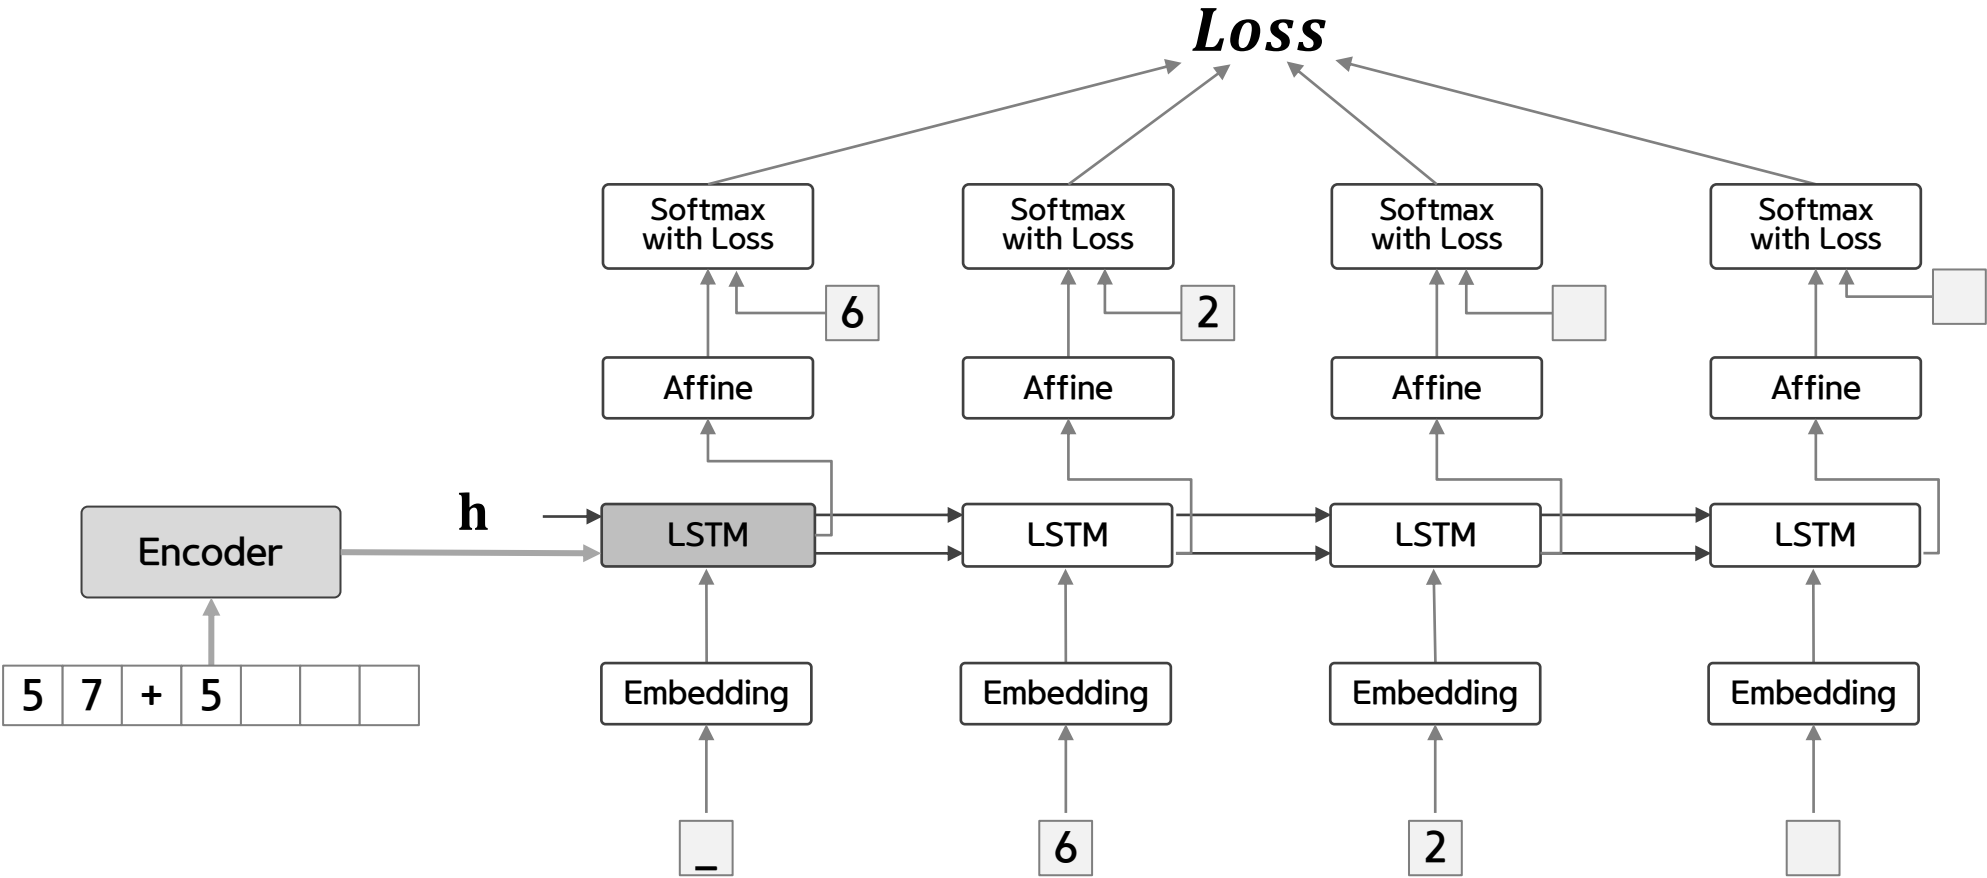 Loss
Softmax
with Loss
Softmax
with Loss
Softmax
with Loss
Softmax
with Loss
6
2
Affine
Affine
Affine
Affine
h
Encoder
LSTM
LSTM
LSTM
LSTM
5 7 + 5
Embedding
Embedding
Embedding
Embedding
_
6
2